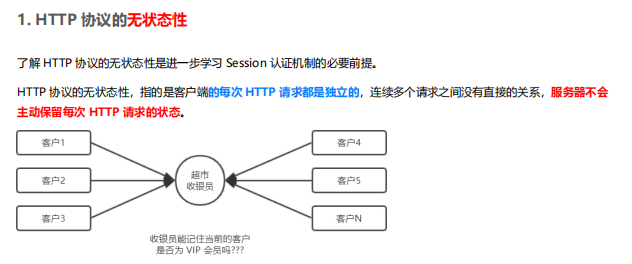 1. HTTP 协议的无状态性
了解 HTTP 协议的无状态性是进一步学习 Session 认证机制的必要前提。
HTTP 协议的无状态性，指的是客户端的每次 HTTP 请求都是独立的，连续多个请求之间没有直接的关系，服务器不会
主动保留每次 HTTP 请求的状态。
客户1
客户2
客户3
超市
收银员
客户4
客户5
客户N
收银员能记住当前的客户
是否为 VIP 会员吗???